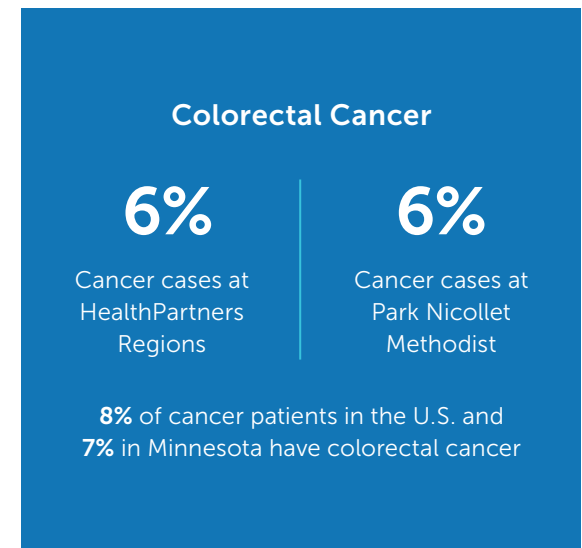 Colorectal Cancer
6%
Cancer cases at
HealthPartners
Regions
6%
Cancer cases at
Park Nicollet
Methodist
8% of cancer patients in the U.S. and
7% in Minnesota have colorectal cancer